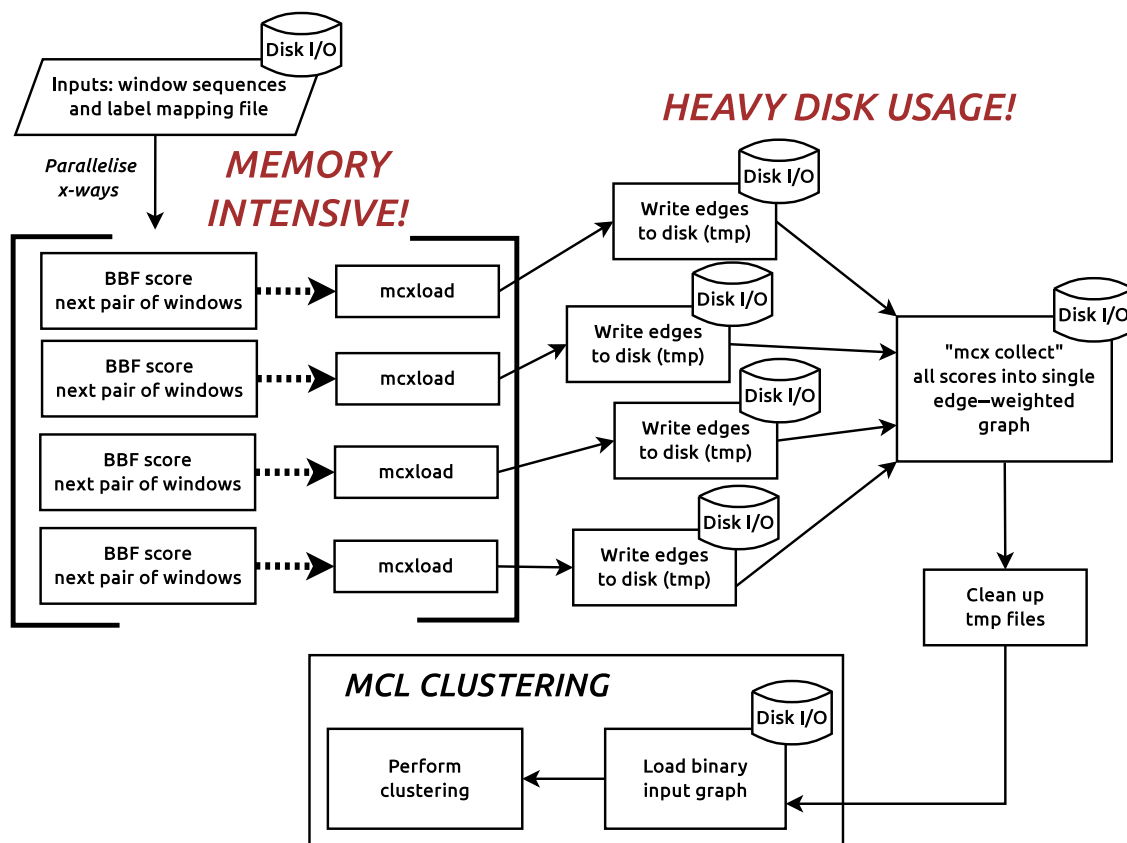 Disk I/O
Inputs: window sequences
and label mapping file
Parallelise
x-ways
MEMORY
INTENSIVE!
HEAVY DISK USAGE!
BBF score
next pair of windows
mcxload
BBF score
next pair of windows
mcxload
BBF score
next pair of windows
mcxload
BBF score
next pair of windows
mcxload
Disk I/O
Write edges
to disk (tmp)
Disk I/O
Write edges
to disk (tmp)
Disk I/O
Write edges
to disk (tmp)
Disk I/O
Write edges
to disk (tmp)
Disk I/O
"mcx collect"
all scores into single
edge–weighted
graph
Clean up
tmp files
MCL CLUSTERING
Disk I/O
Load binary
input graph
Perform
clustering